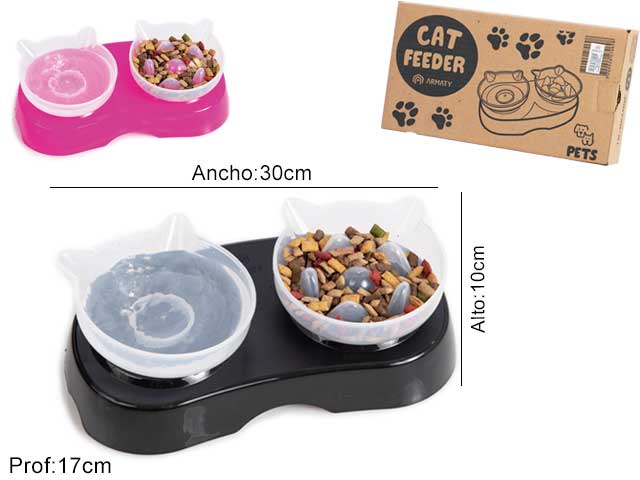 CAT
FEEDER
ARMATY
PETS
Ancho:30cm
Alto:10cm
Prof:17cm